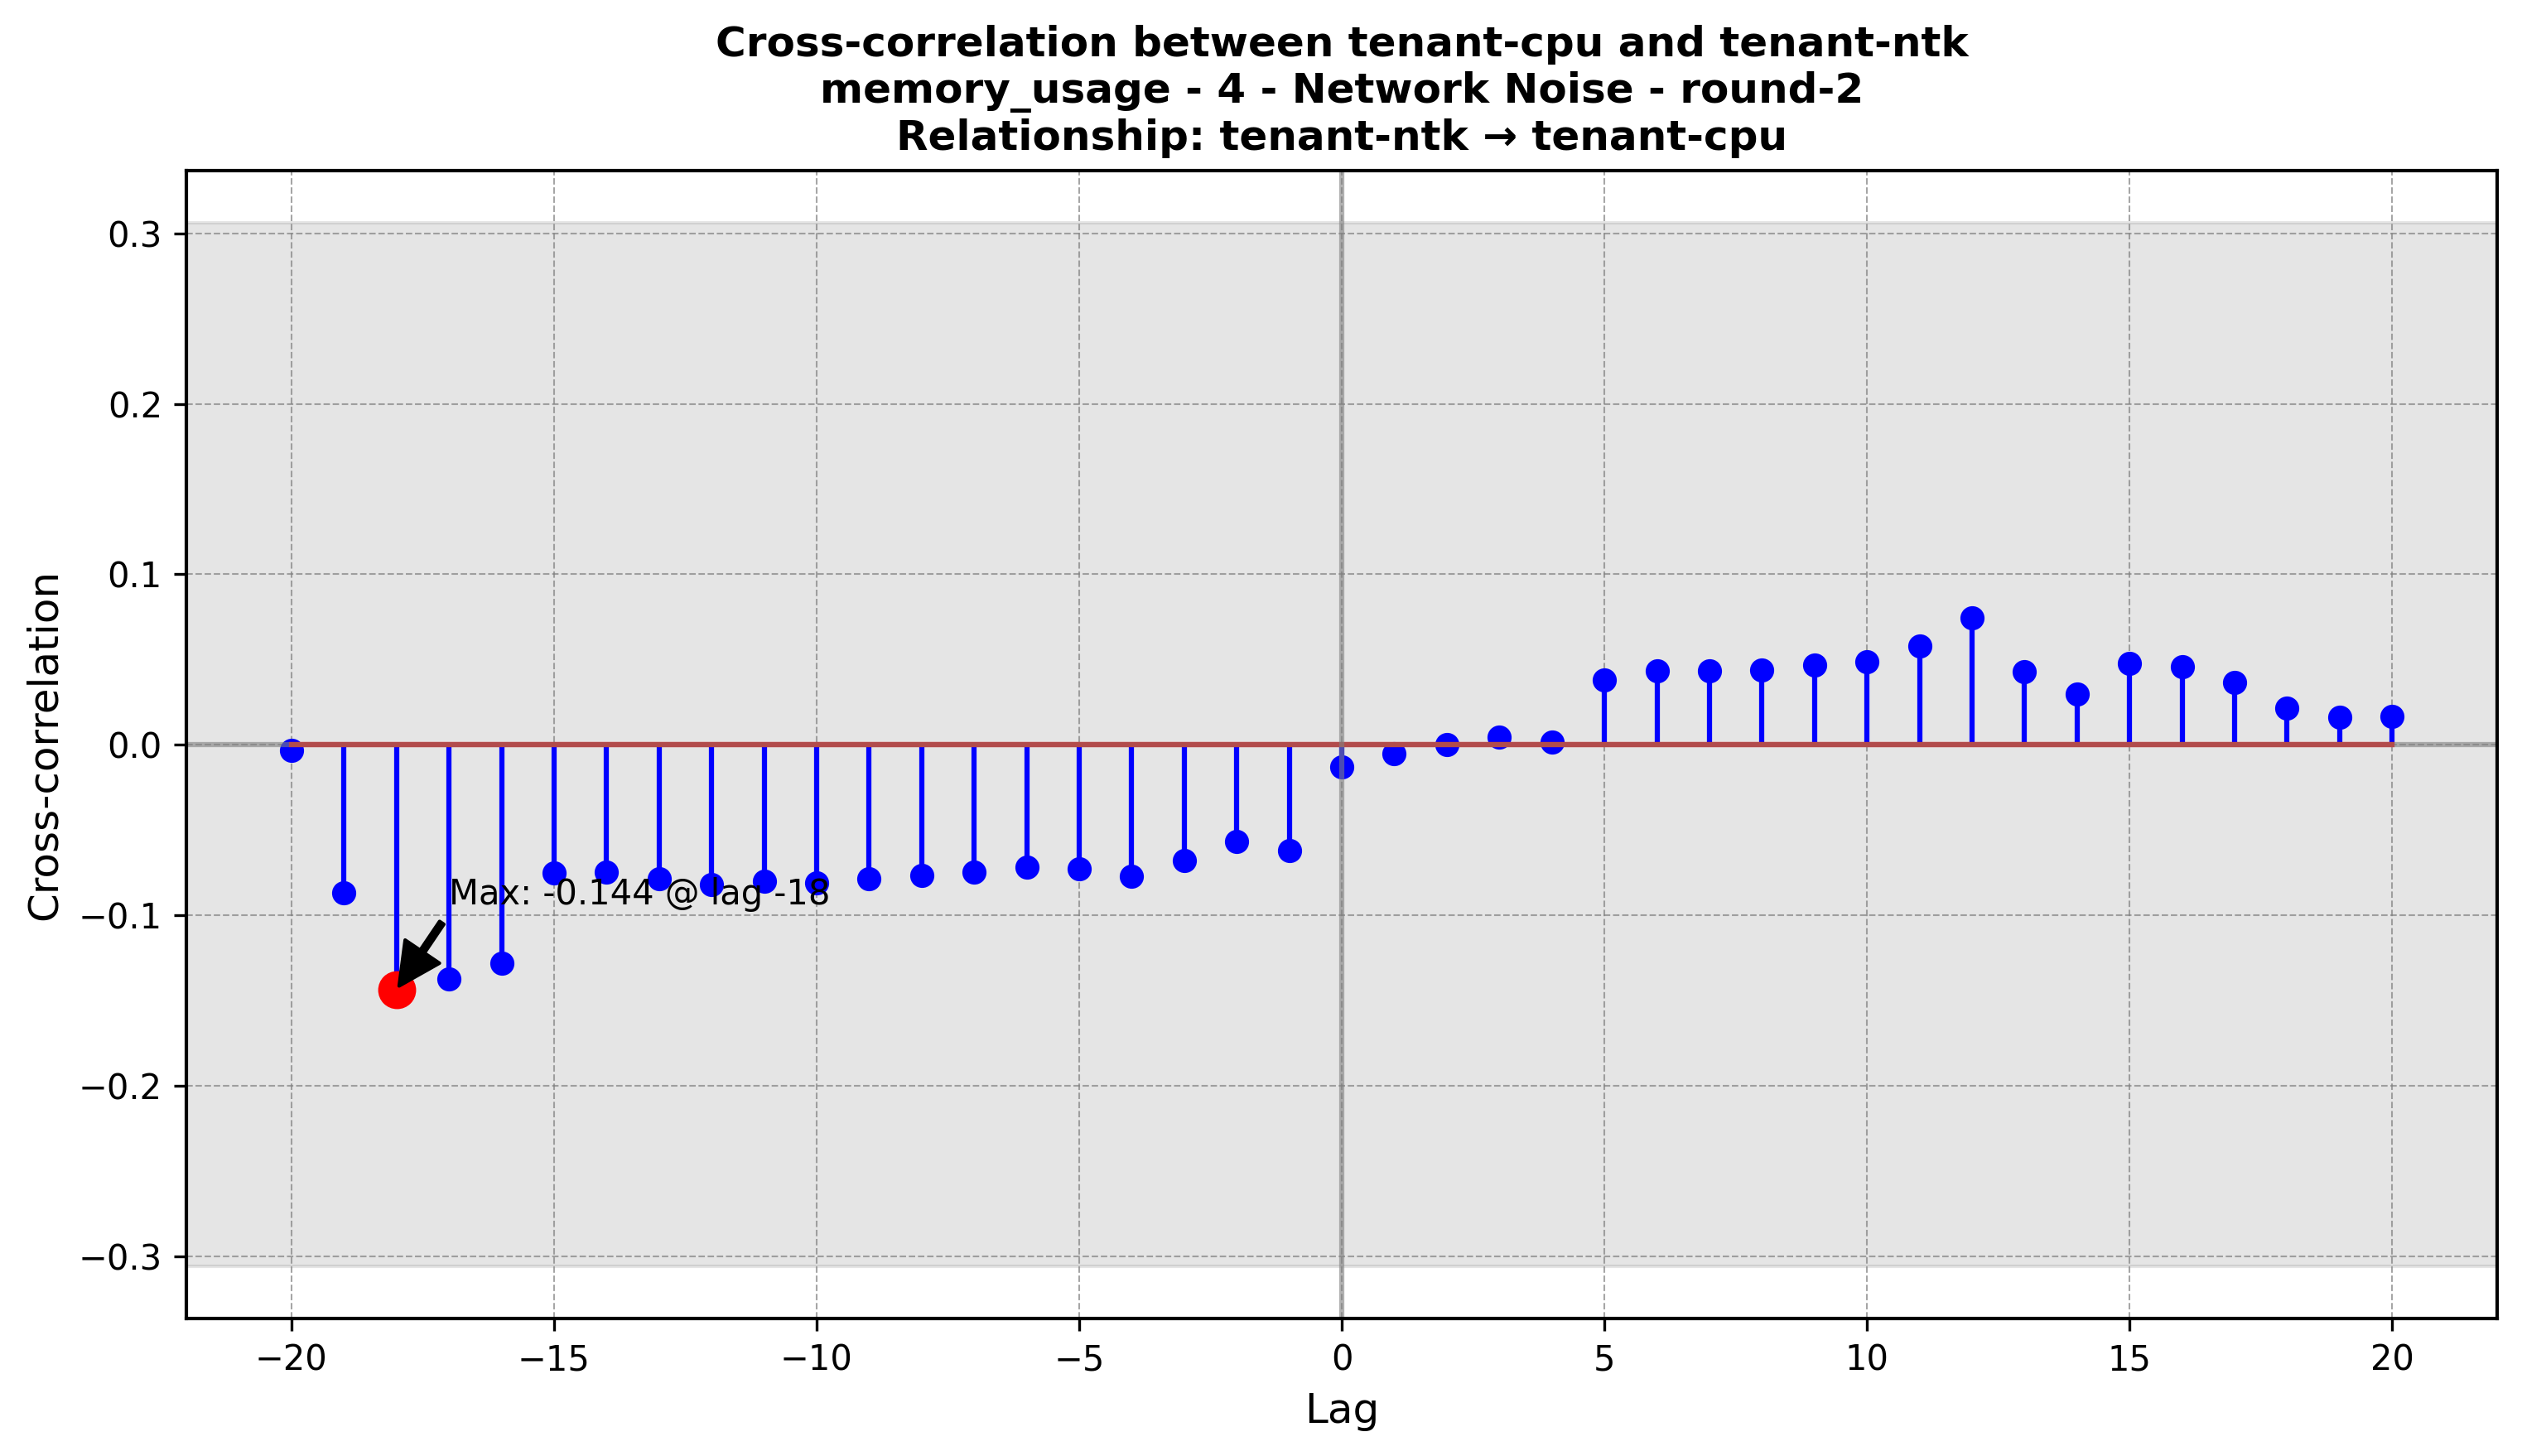 Cross-correlation between tenant-cpu and tenant-ntk
memory_usage - 4 - Network Noise - round-2
Relationship: tenant-ntk → tenant-cpu
Cross-correlation
0.3
0.2
0.1
0.0
−0.1
−0.2
−0.3
Max: -0.144 @ lag -18
−20
−15
−10
−5
0
5
10
15
20
Lag